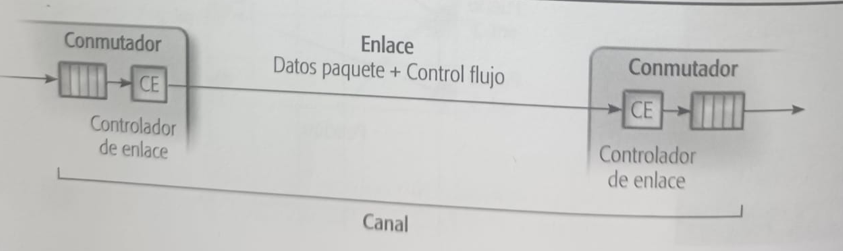 Conmutador
CE
Controlador
de enlace
Enlace
Datos paquete + Control flujo
Conmutador
CE
Controlador
de enlace
Canal